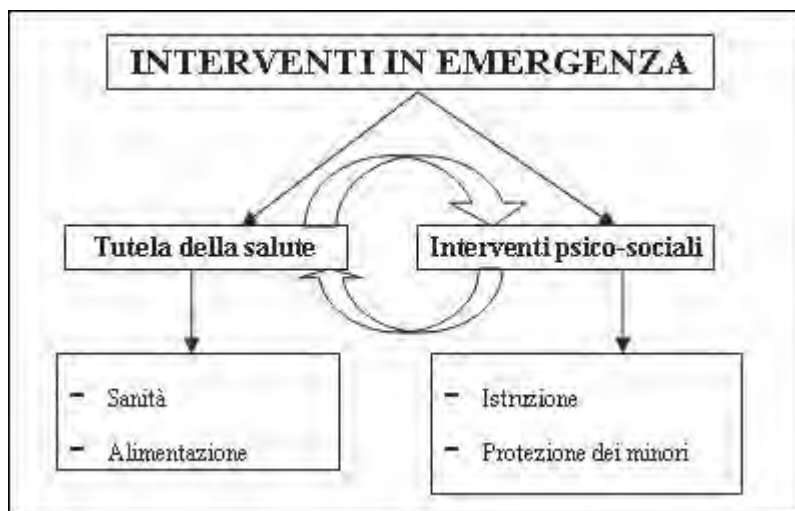 INTERVENTI IN EMERGENZA
Tutela della salute
Interventi psico-sociali
- Sanità
- Alimentazione
- Istruzione
- Protezione dei minori